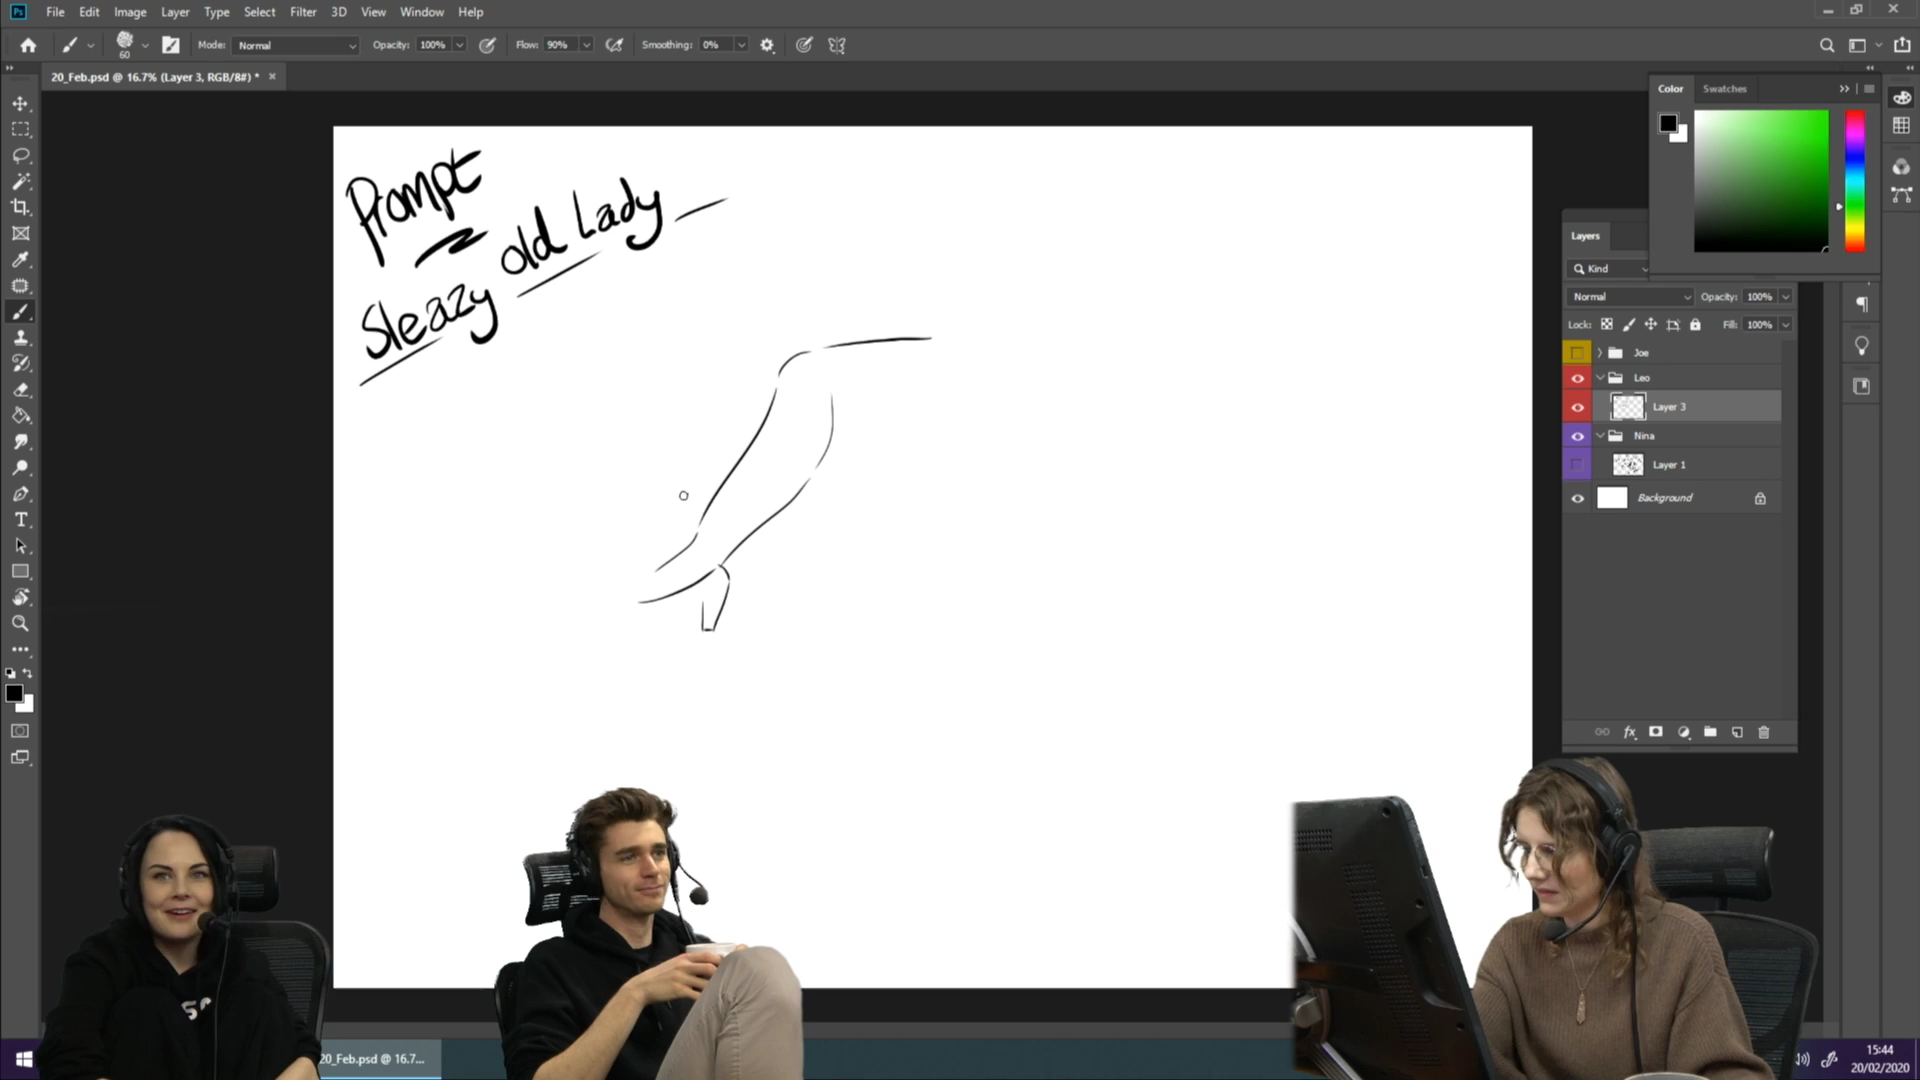 Ps File Edit Image Layer Type Select Filter 3D View Window Help
60 Mode: Normal Opacity: 100% Flow: 90% Smoothing: 0%
20_Feb.psd @ 16.7% (Layer 3, RGB/8#) *
Color Swatches
Prompt
Sleazy old Lady
Layers
Kind
Normal Opacity: 100%
Lock: Fill: 100%
Joe
Leo
Layer 3
Nina
Layer 1
Background
fx
20_Feb.psd @ 16.7...
15:44
20/02/2020